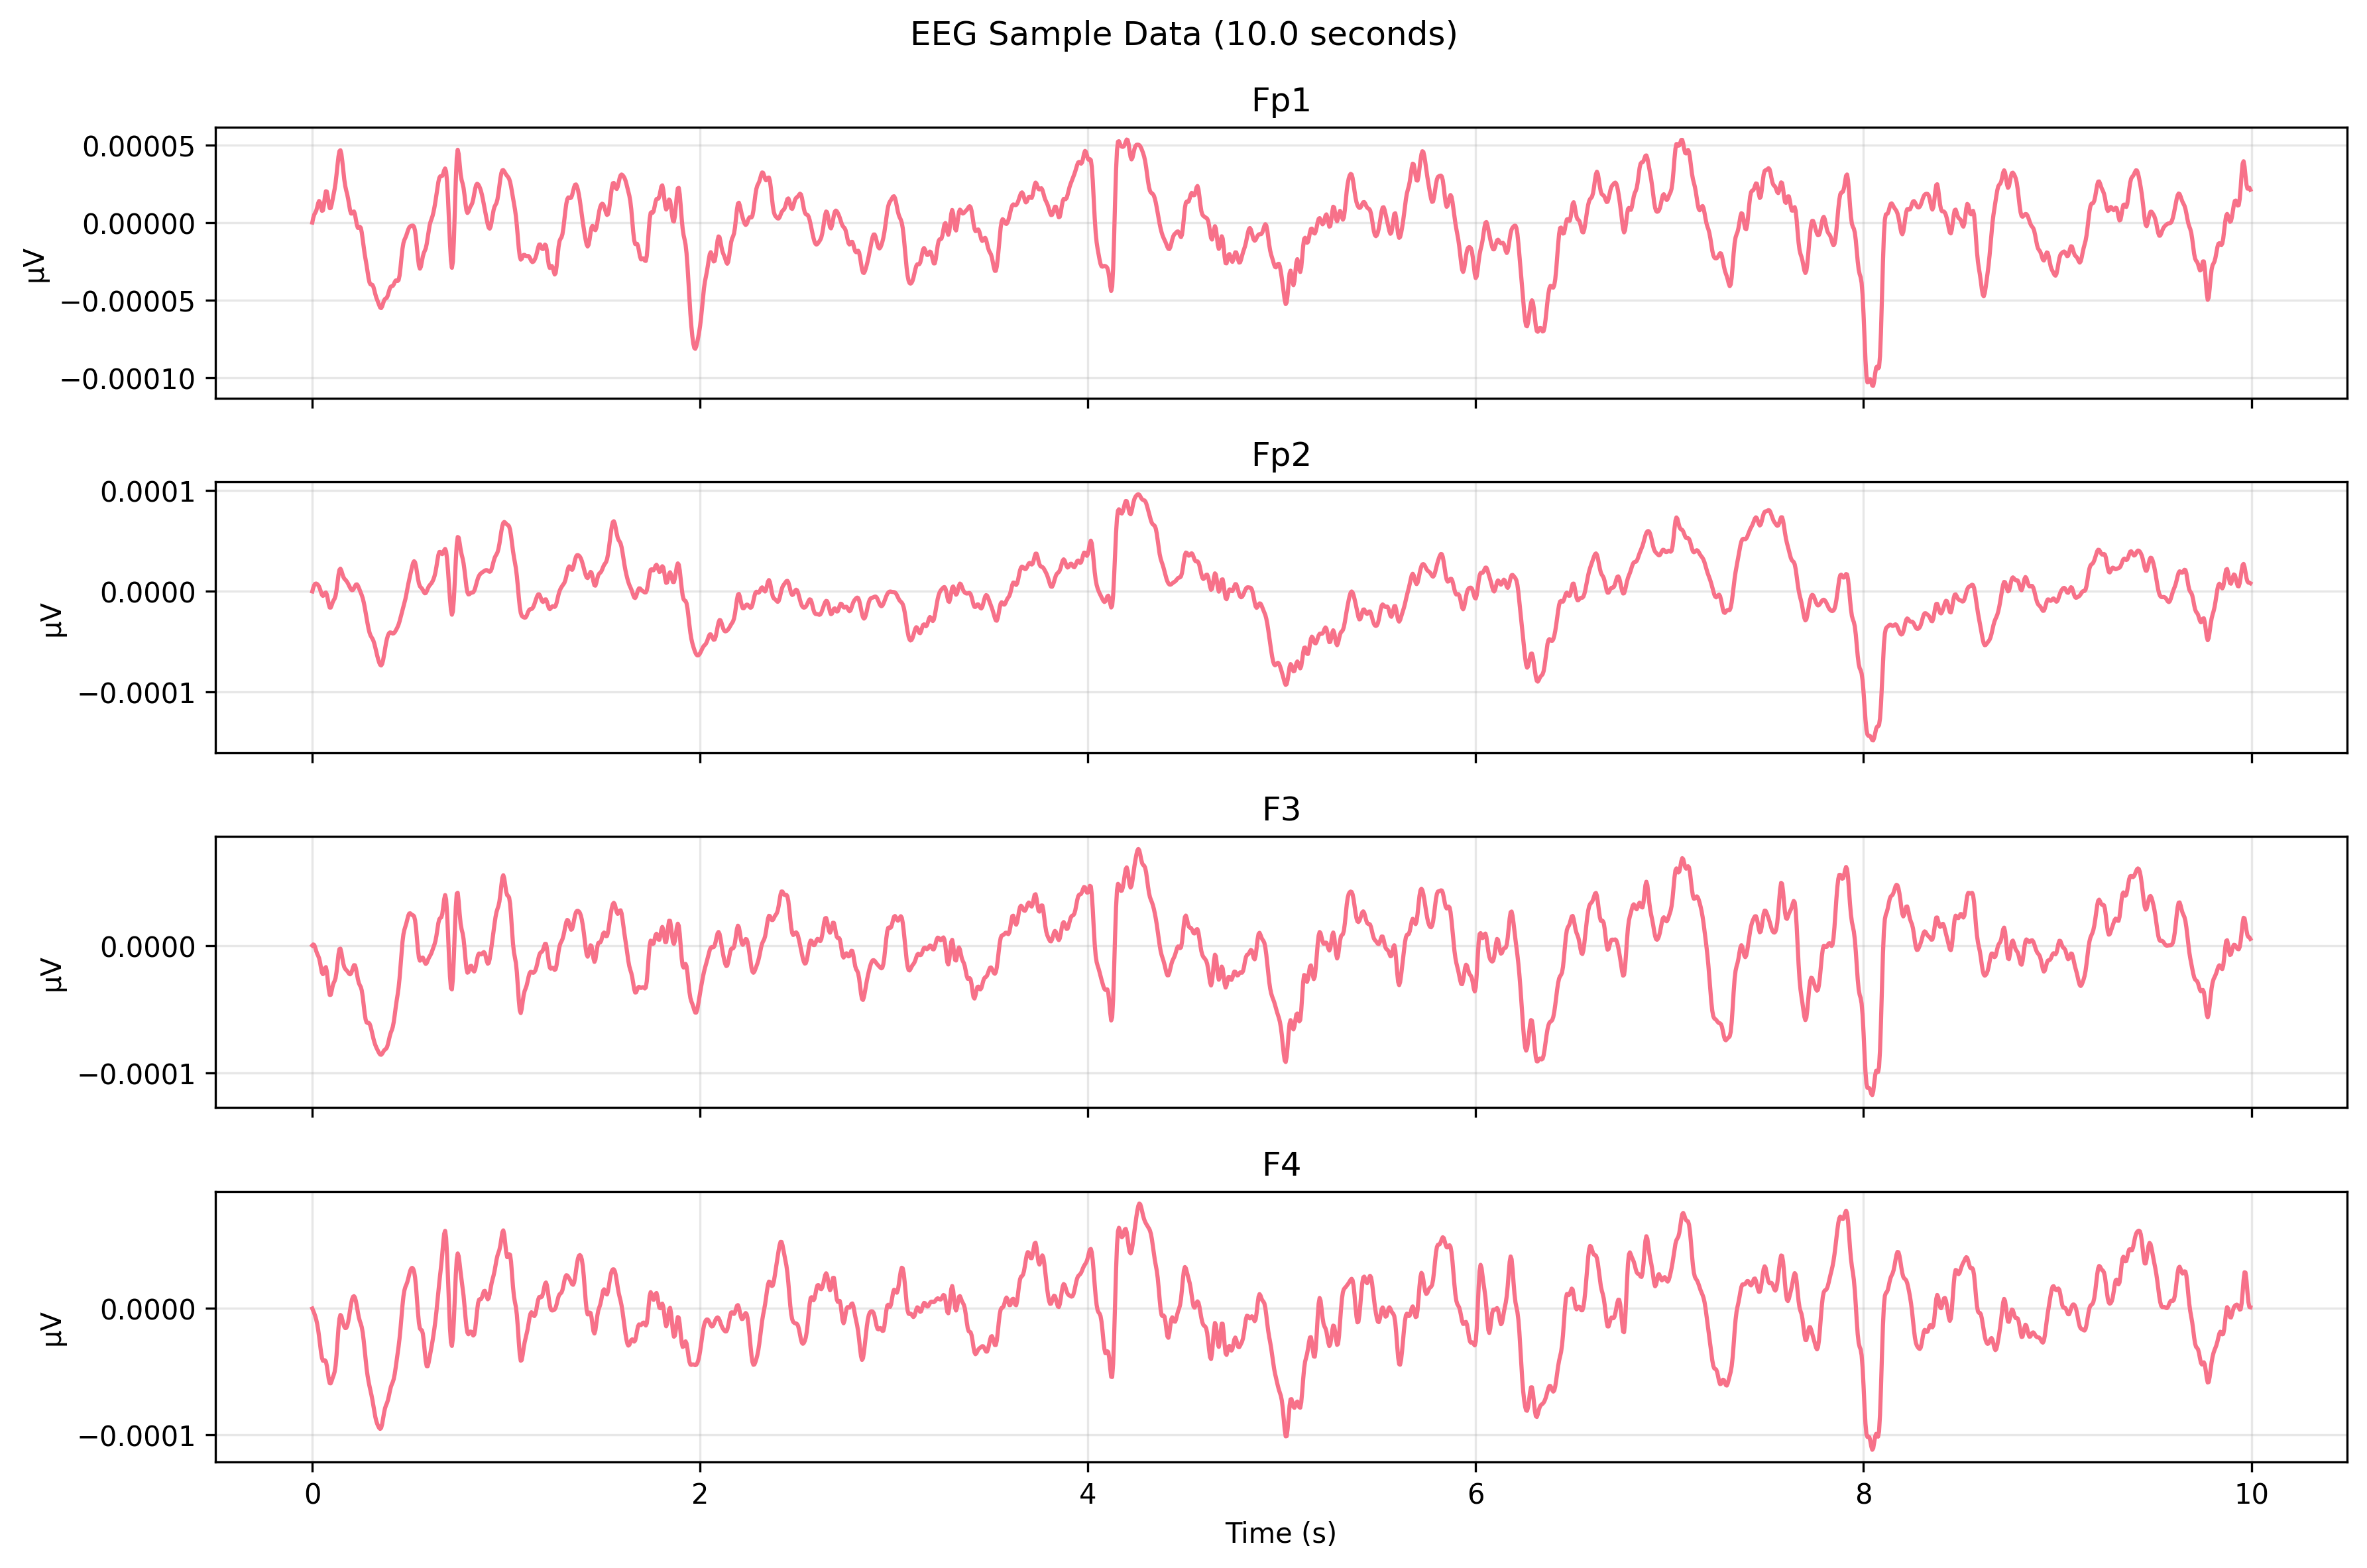 EEG Sample Data (10.0 seconds)
Fp1
0.00005
0.00000
−0.00005
−0.00010
µV
Fp2
0.0001
0.0000
−0.0001
µV
F3
0.0000
−0.0001
µV
F4
0.0000
−0.0001
µV
0 2 4 6 8 10
Time (s)